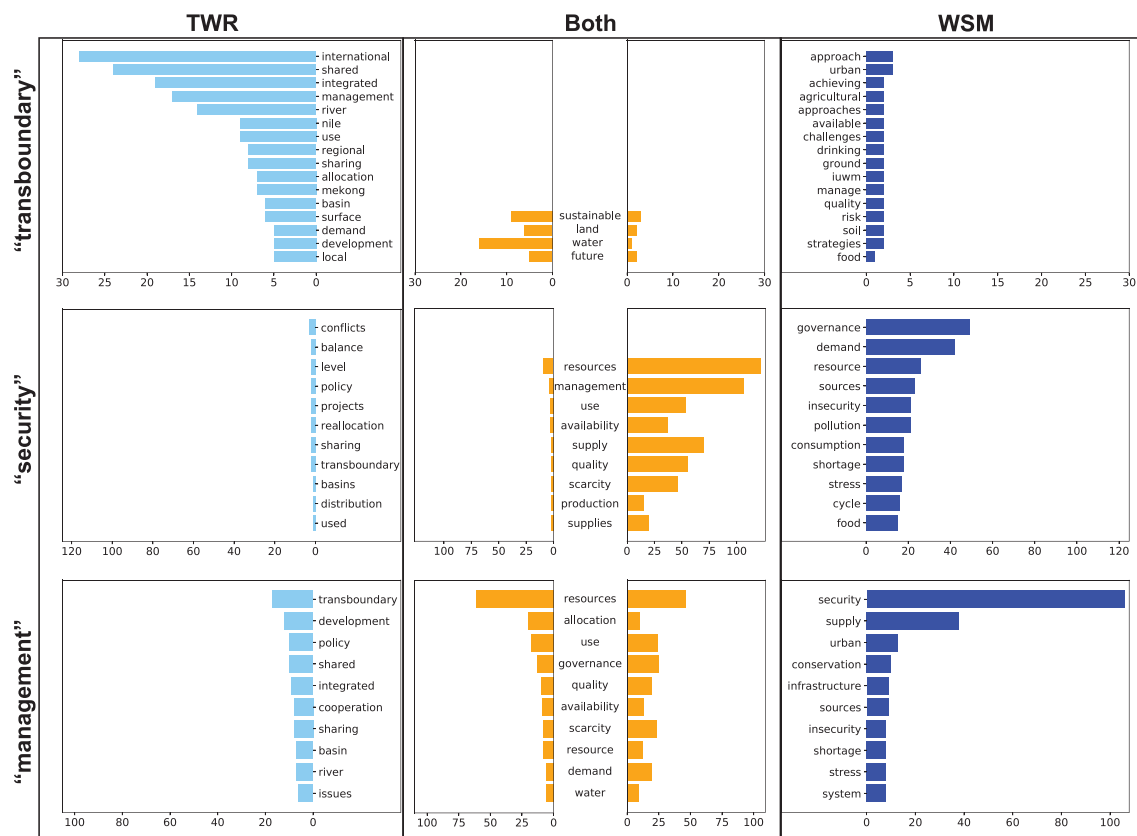 TWR
Both
WSM
“transboundary”
international
shared
integrated
management
river
nile
use
regional
sharing
allocation
mekong
basin
surface
demand
development
local
30 25 20 15 10 5 0
sustainable
land
water
future
30 20 10 0
0 10 20 30
approach
urban
achieving
agricultural
approaches
available
challenges
drinking
ground
iuwm
manage
quality
risk
soil
strategies
food
0 5 10 15 20 25 30
“security”
conflicts
balance
level
policy
projects
reallocation
sharing
transboundary
basins
distribution
used
120 100 80 60 40 20 0
resources
management
use
availability
supply
quality
scarcity
production
supplies
100 75 50 25 0
0 25 50 75 100
governance
demand
resource
sources
insecurity
pollution
consumption
shortage
stress
cycle
food
0 20 40 60 80 100 120
“management”
transboundary
development
policy
shared
integrated
cooperation
sharing
basin
river
issues
100 80 60 40 20 0
resources
allocation
use
governance
quality
availability
scarcity
resource
demand
water
100 75 50 25 0
0 25 50 75 100
security
supply
urban
conservation
infrastructure
sources
insecurity
shortage
stress
system
0 20 40 60 80 100